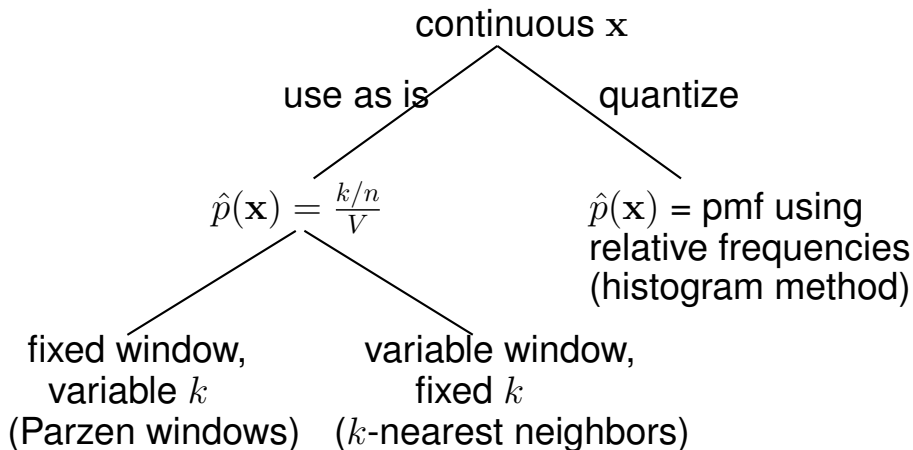 continuous x
use as is
quantize
p̂(x) = (k/n)/V
p̂(x) = pmf using
relative frequencies
(histogram method)
fixed window,
variable k
(Parzen windows)
variable window,
fixed k
(k-nearest neighbors)